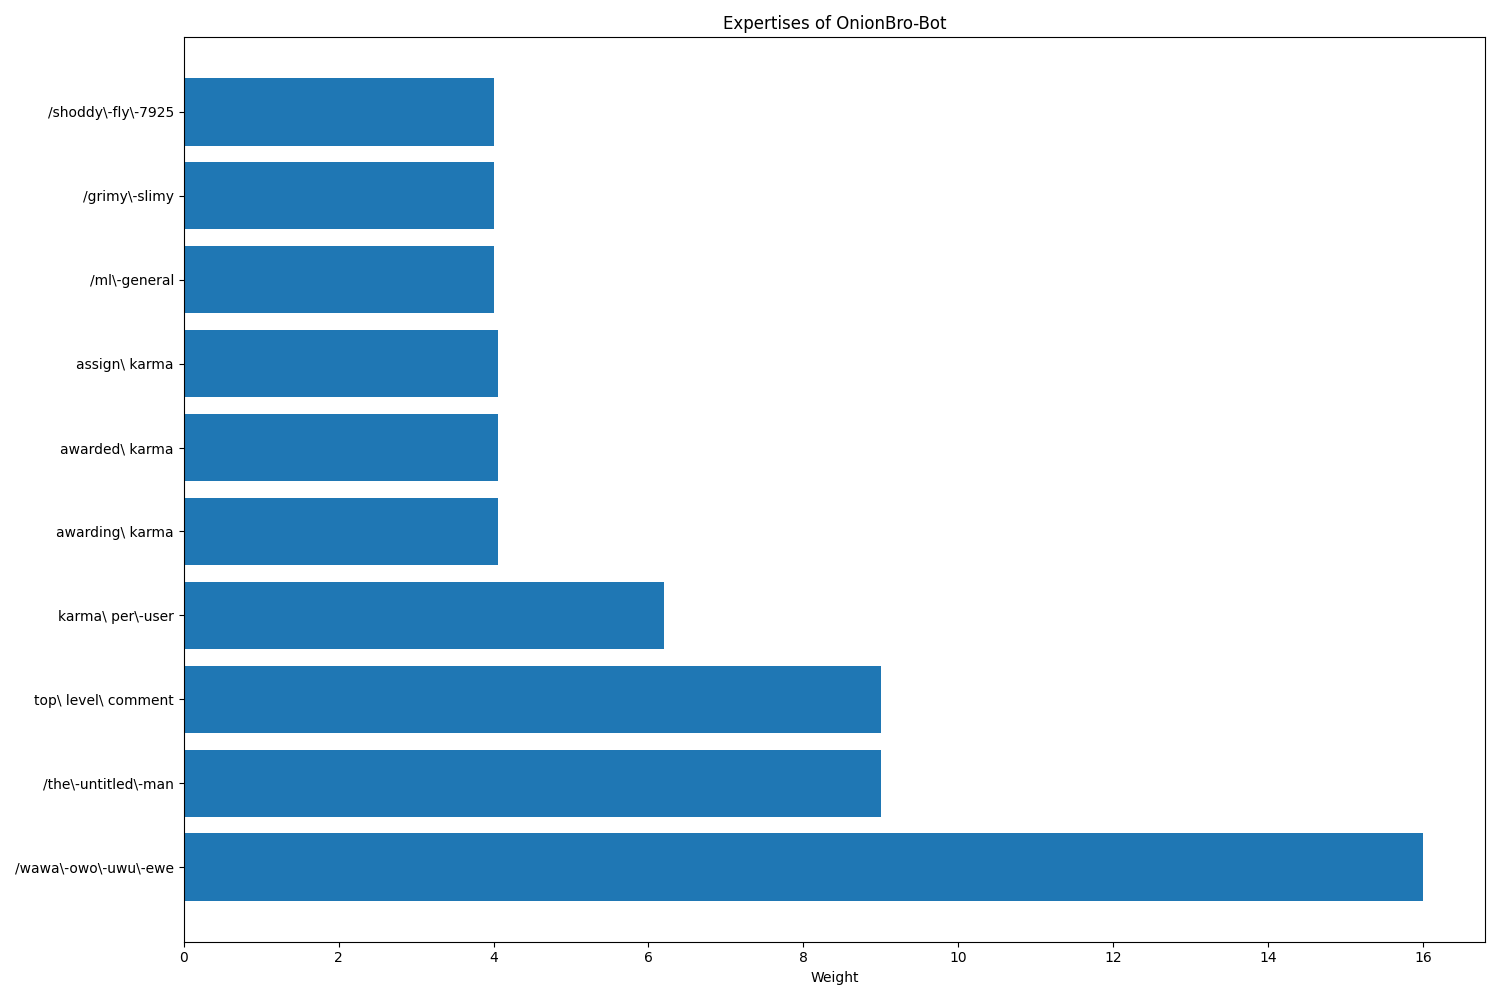 Expertises of OnionBro-Bot
/shoddy\-fly\-7925
/grimy\-slimy
/ml\-general
assign\ karma
awarded\ karma
awarding\ karma
karma\ per\-user
top\ level\ comment
/the\-untitled\-man
/wawa\-owo\-uwu\-ewe
0 2 4 6 8 10 12 14 16
Weight